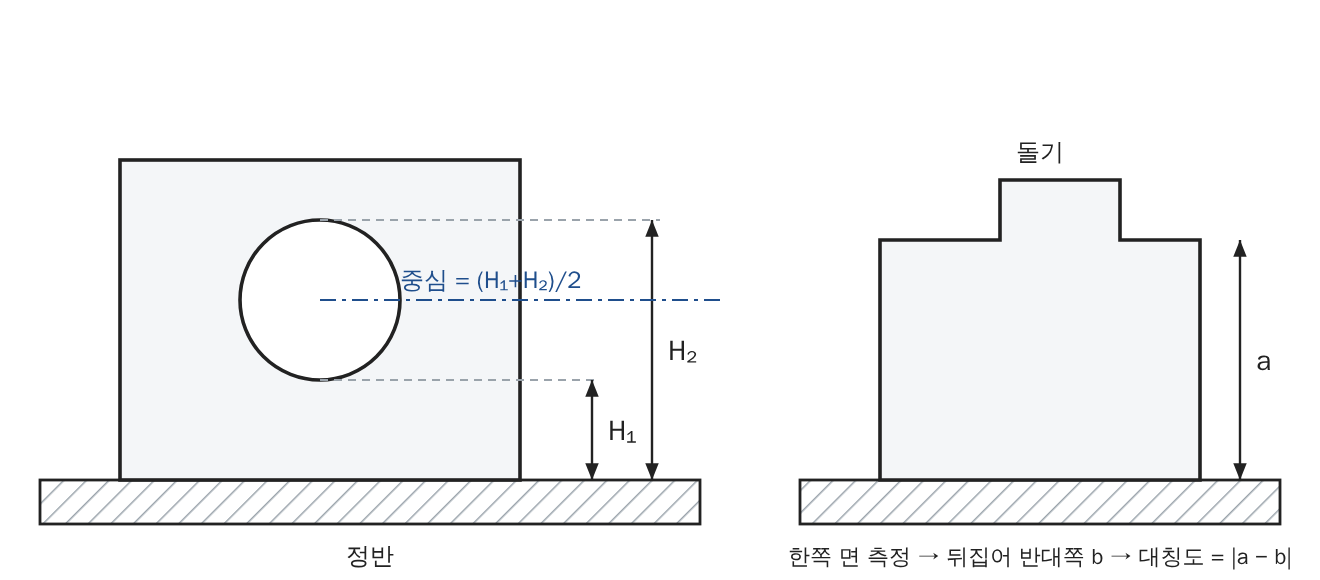 돌기
중심 = (H₁+H₂)/2
H₂
a
H₁
정반
한쪽 면 측정 → 뒤집어 반대쪽 b → 대칭도 = |a − b|